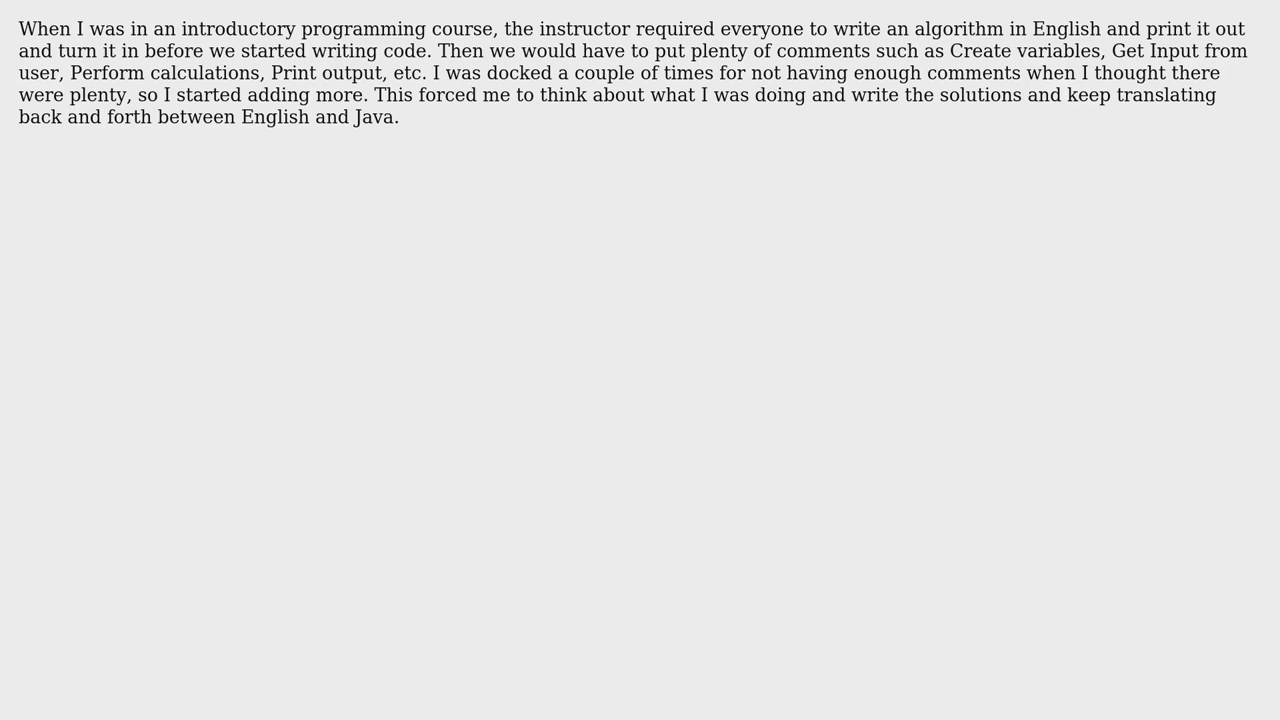 When I was in an introductory programming course, the instructor required everyone to write an algorithm in English and print it out
and turn it in before we started writing code. Then we would have to put plenty of comments such as Create variables, Get Input from
user, Perform calculations, Print output, etc. I was docked a couple of times for not having enough comments when I thought there
were plenty, so I started adding more. This forced me to think about what I was doing and write the solutions and keep translating
back and forth between English and Java.